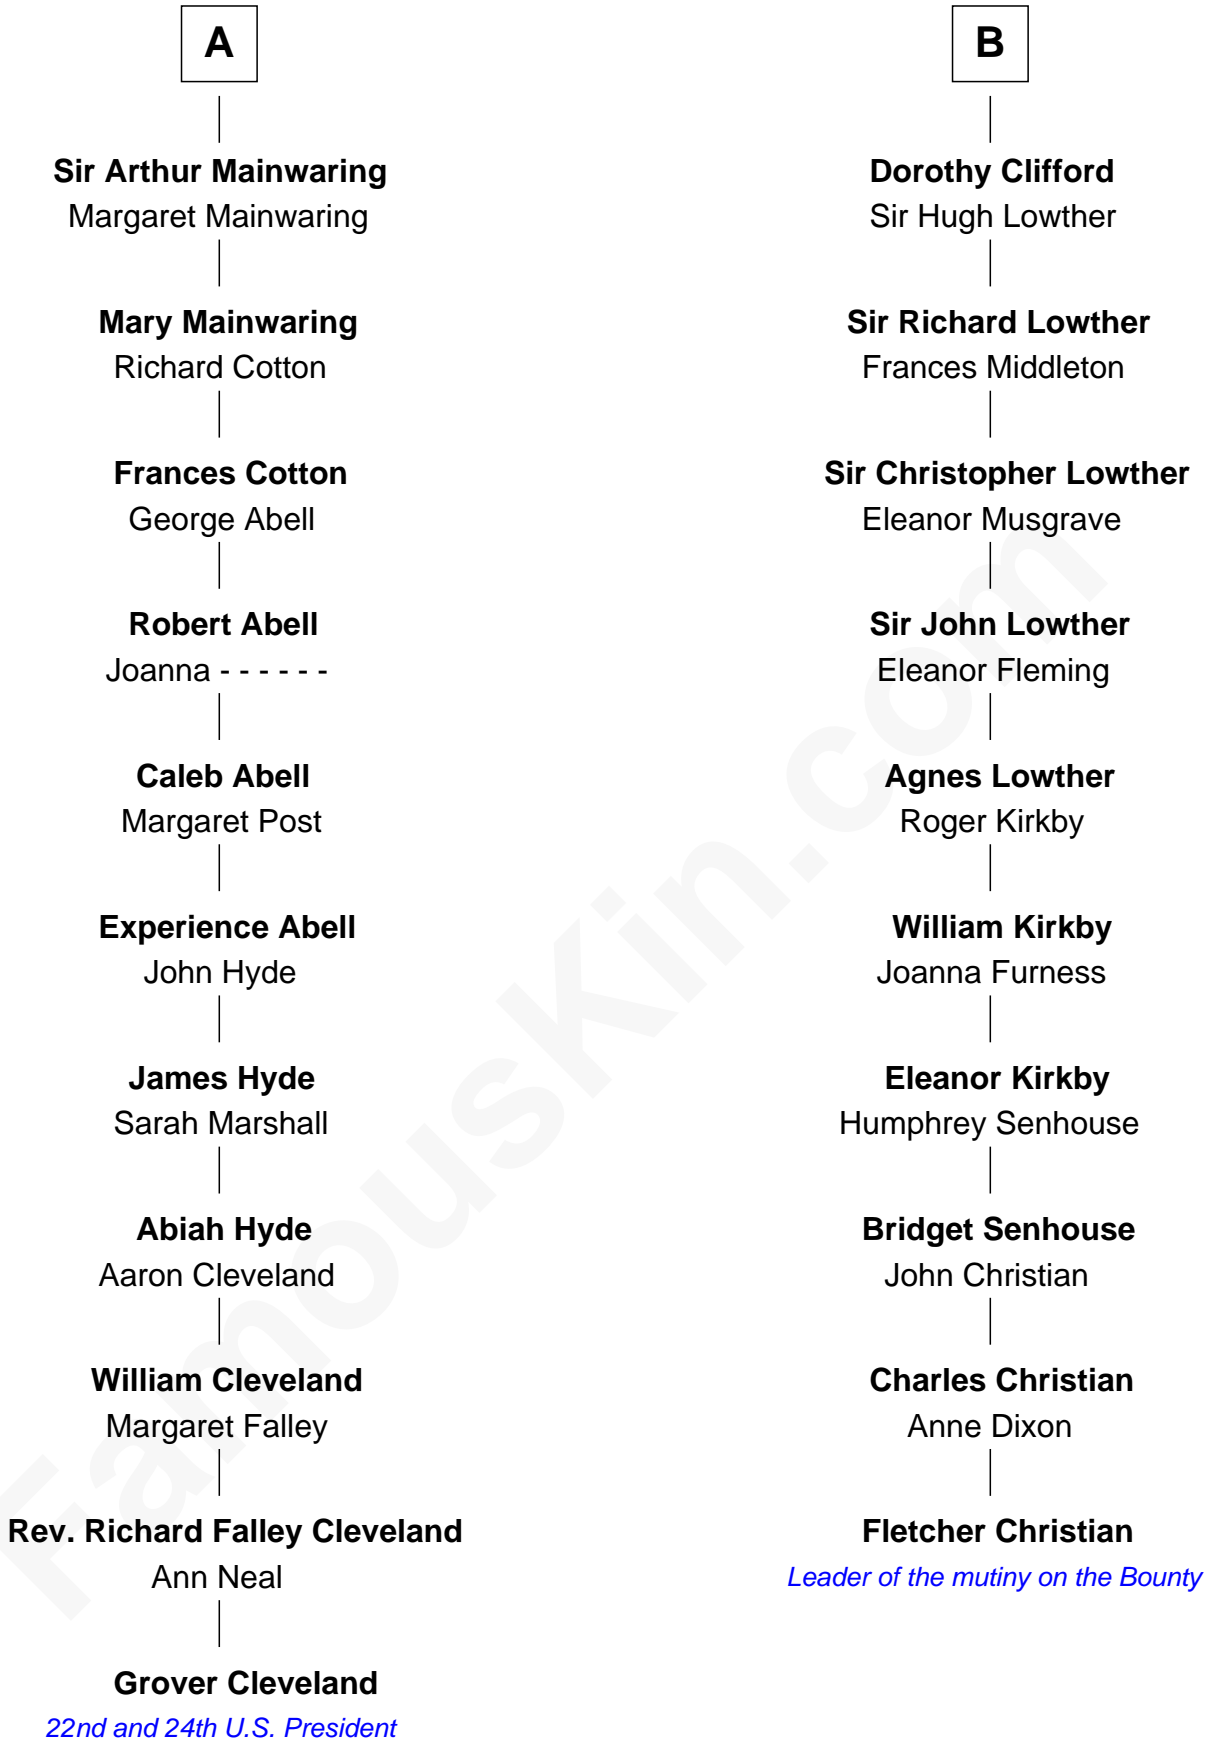 A
Sir Arthur Mainwaring
Margaret Mainwaring
Mary Mainwaring
Richard Cotton
Frances Cotton
George Abell
Robert Abell
Joanna - - - - - -
Caleb Abell
Margaret Post
Experience Abell
John Hyde
James Hyde
Sarah Marshall
Abiah Hyde
Aaron Cleveland
William Cleveland
Margaret Falley
Rev. Richard Falley Cleveland
Ann Neal
Grover Cleveland
22nd and 24th U.S. President
B
Dorothy Clifford
Sir Hugh Lowther
Sir Richard Lowther
Frances Middleton
Sir Christopher Lowther
Eleanor Musgrave
Sir John Lowther
Eleanor Fleming
Agnes Lowther
Roger Kirkby
William Kirkby
Joanna Furness
Eleanor Kirkby
Humphrey Senhouse
Bridget Senhouse
John Christian
Charles Christian
Anne Dixon
Fletcher Christian
Leader of the mutiny on the Bounty
FamousKin.com